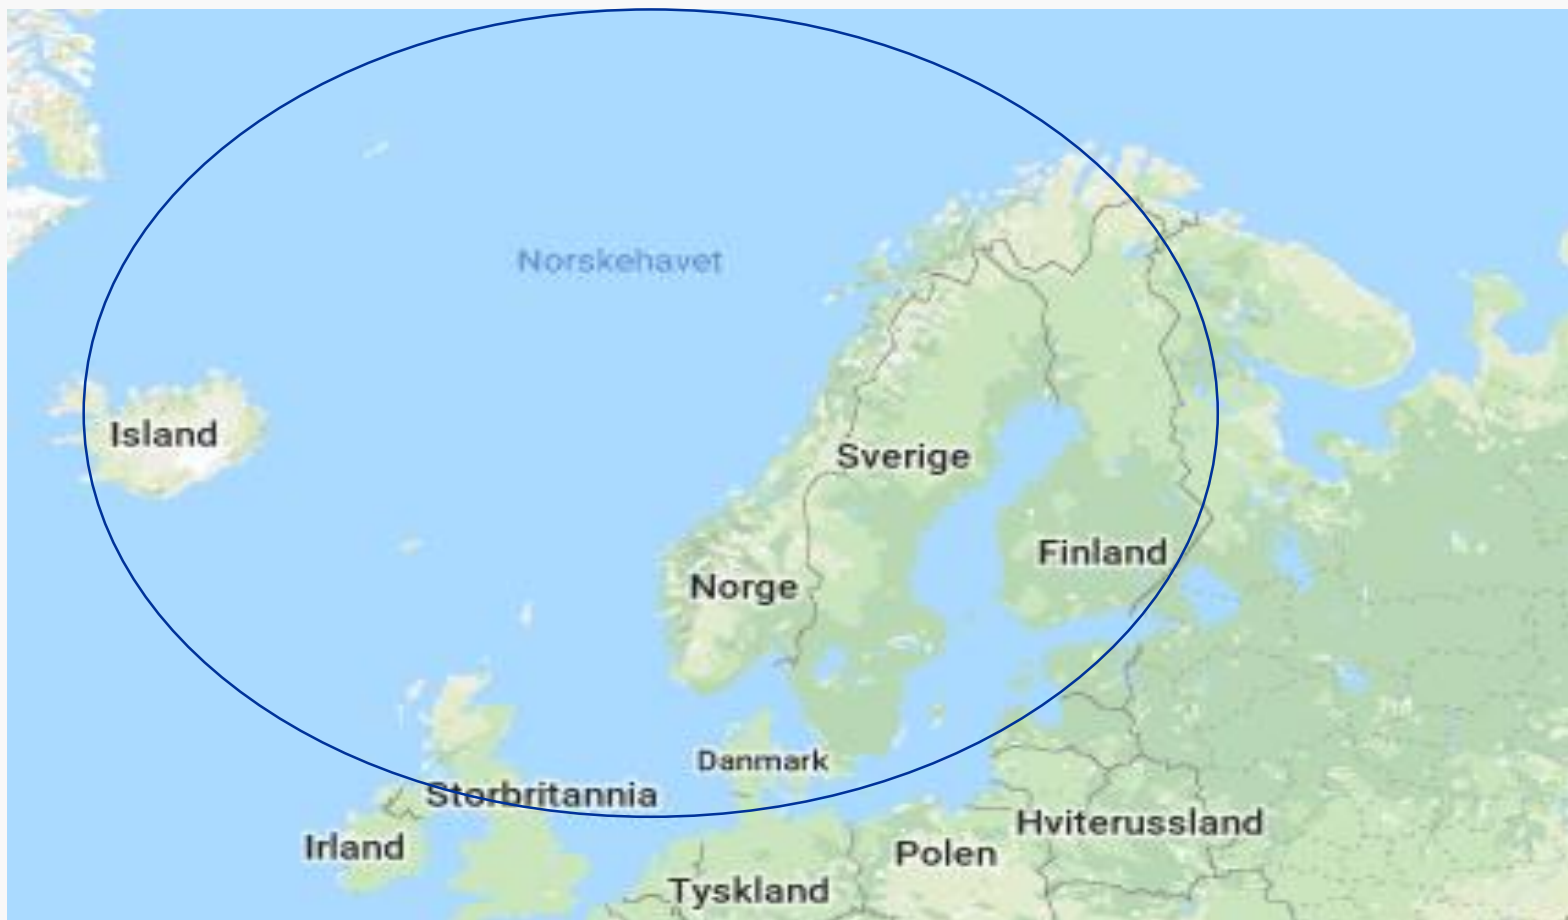 Norskehavet
Island
Sverige
Finland
Norge
Danmark
Storbritannia
Hviterussland
Irland
Polen
Tyskland